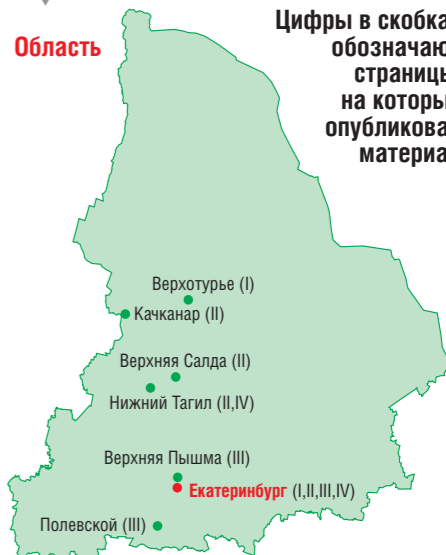 Область
Цифры в скобка
обозначаю
страницы
на которы
опубликова
материа
Верхотурье (I)
Качканар (II)
Верхняя Салда (II)
Нижний Тагил (II,IV)
Верхняя Пышма (III)
Екатеринбург (I,II,III,IV)
Полевской (III)